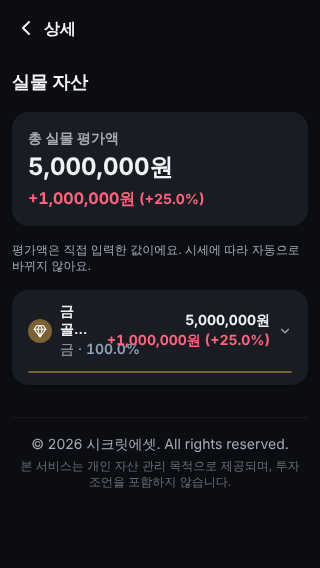 상세
실물 자산
총 실물 평가액
5,000,000원
+1,000,000원 (+25.0%)
평가액은 직접 입력한 값이에요. 시세에 따라 자동으로
바뀌지 않아요.
금
골...
5,000,000원
+1,000,000원 (+25.0%)
금 · 100.0%
© 2026 시크릿에셋. All rights reserved.
본 서비스는 개인 자산 관리 목적으로 제공되며, 투자
조언을 포함하지 않습니다.